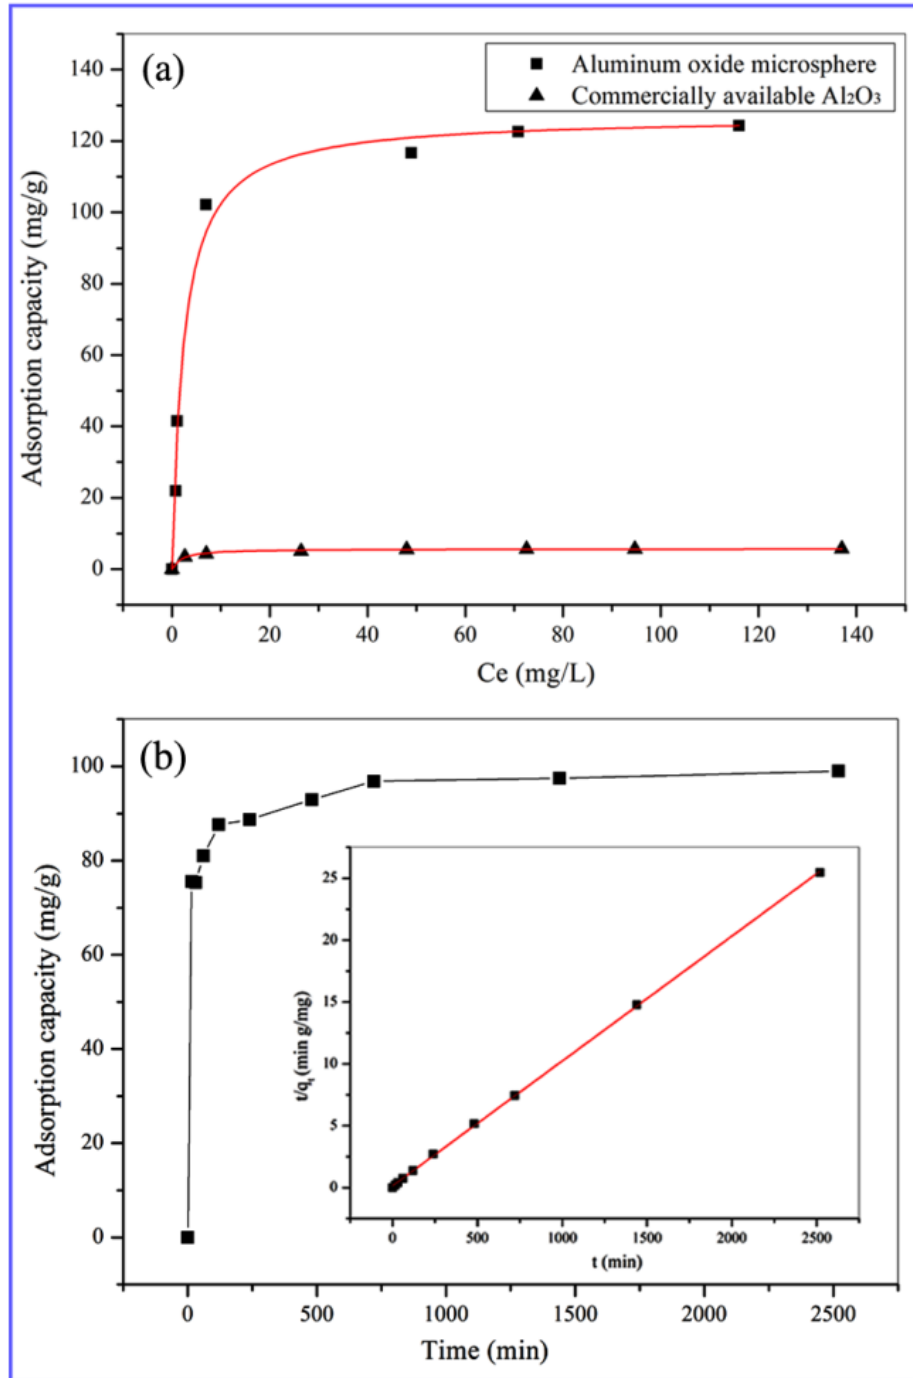 (a)
Aluminum oxide microsphere
Commercially available Al₂O₃
Adsorption capacity (mg/g)
140
120
100
80
60
40
20
0
0 20 40 60 80 100 120 140
Ce (mg/L)
(b)
Adsorption capacity (mg/g)
100
80
60
40
20
0
t/qₜ (min g/mg)
25
20
15
10
5
0
0 500 1000 1500 2000 2500
t (min)
0 500 1000 1500 2000 2500
Time (min)